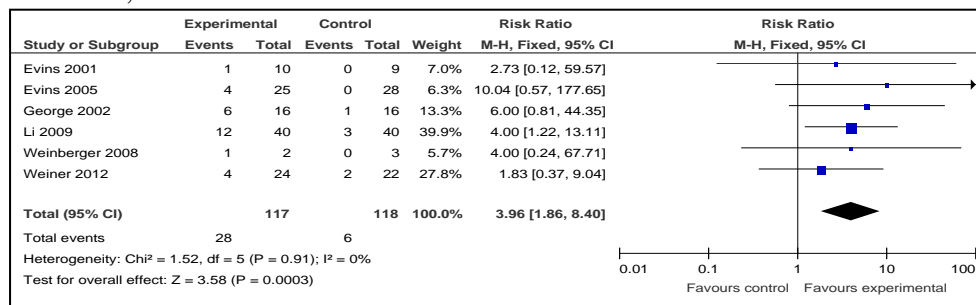 Experimental Control Risk Ratio Risk Ratio
Study or Subgroup Events Total Events Total Weight M-H, Fixed, 95% CI M-H, Fixed, 95% CI
Evins 2001 1 10 0 9 7.0% 2.73 [0.12, 59.57]
Evins 2005 4 25 0 28 6.3% 10.04 [0.57, 177.65]
George 2002 6 16 1 16 13.3% 6.00 [0.81, 44.35]
Li 2009 12 40 3 40 39.9% 4.00 [1.22, 13.11]
Weinberger 2008 1 2 0 3 5.7% 4.00 [0.24, 67.71]
Weiner 2012 4 24 2 22 27.8% 1.83 [0.37, 9.04]
Total (95% CI) 117 118 100.0% 3.96 [1.86, 8.40]
Total events 28 6
Heterogeneity: Chi² = 1.52, df = 5 (P = 0.91); I² = 0%
Test for overall effect: Z = 3.58 (P = 0.0003)
0.01 0.1 1 10 100
Favours control Favours experimental